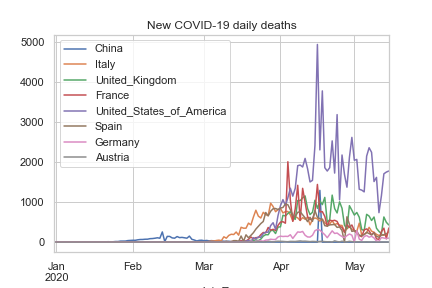 New COVID-19 daily deaths
5000
4000
3000
2000
1000
0
China
Italy
United_Kingdom
France
United_States_of_America
Spain
Germany
Austria
Jan Feb Mar Apr May
2020